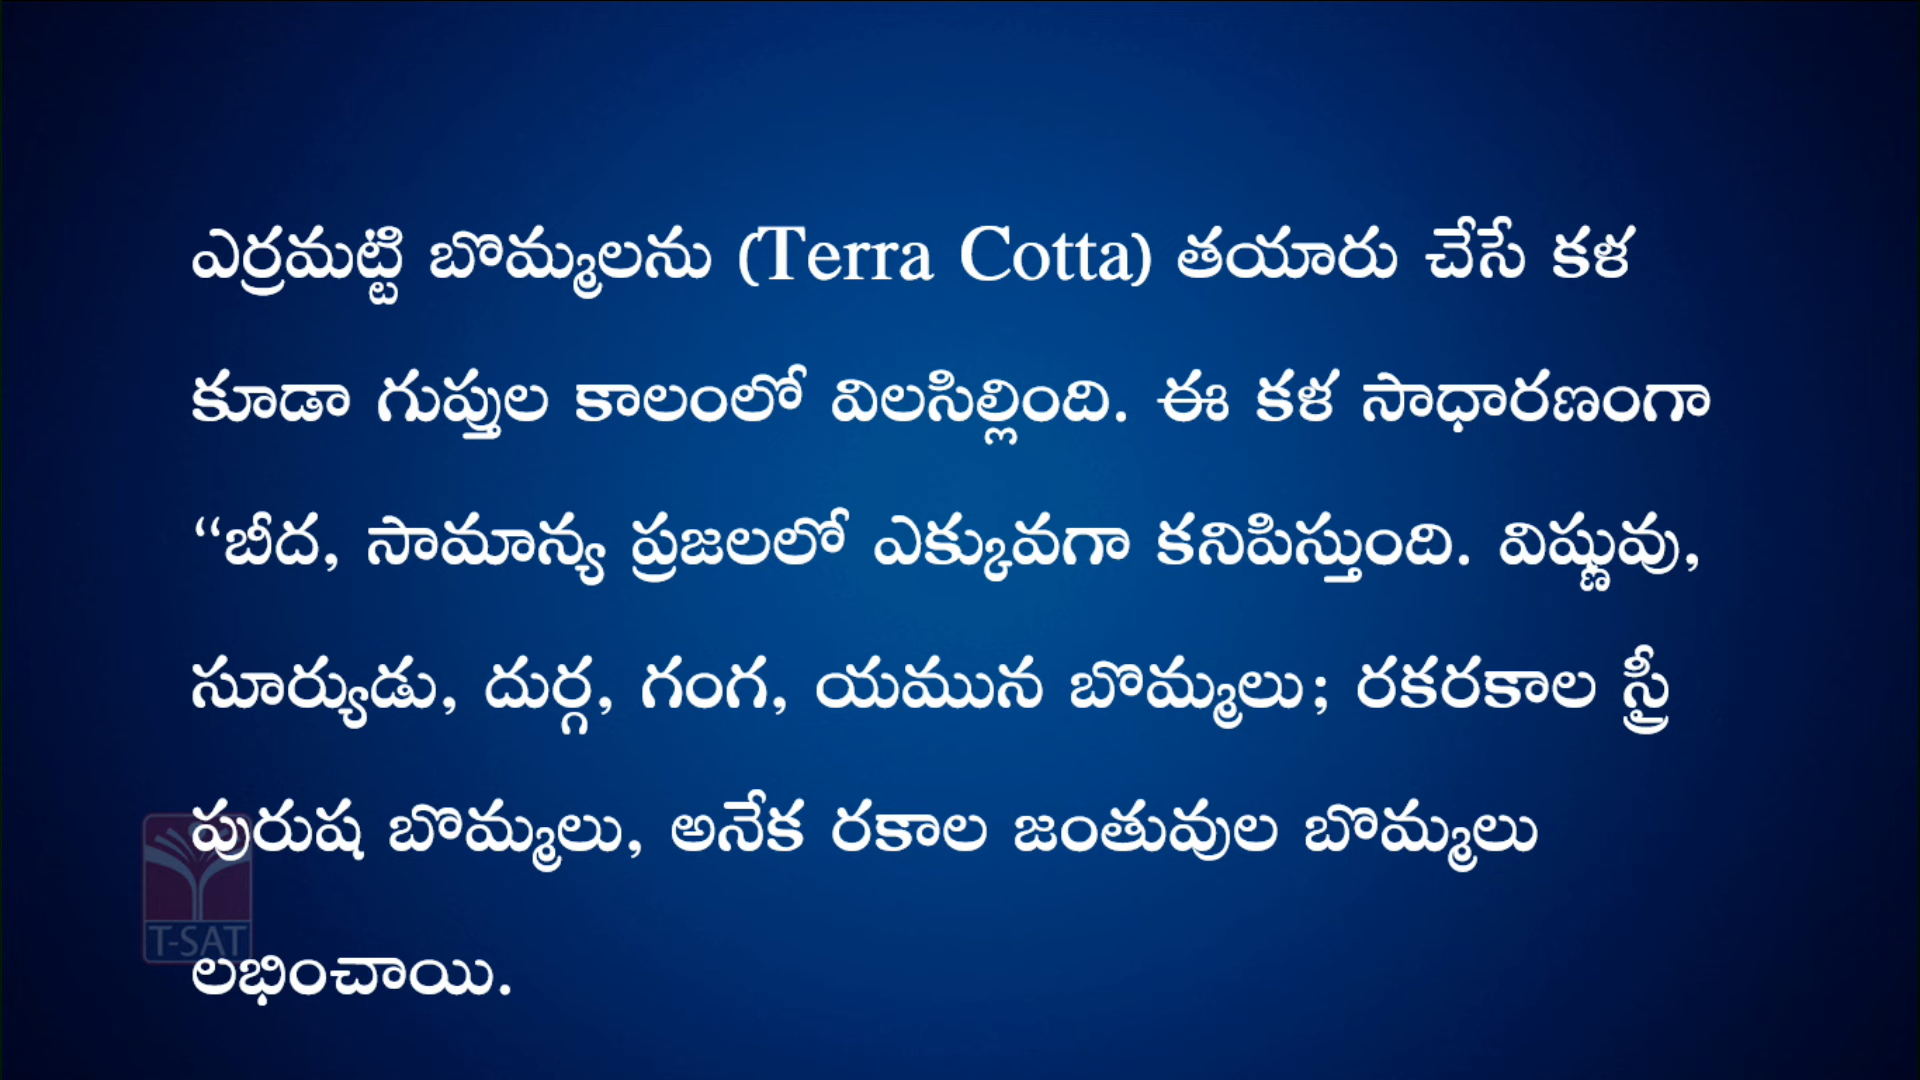 ఎర్రమట్టి బొమ్మలను (Terra Cotta) తయారు చేసే కళ
కూడా గుప్తుల కాలంలో విలసిల్లింది. ఈ కళ సాధారణంగా
“బీద, సామాన్య ప్రజలలో ఎక్కువగా కనిపిస్తుంది. విష్ణువు,
సూర్యుడు, దుర్గ, గంగ, యమున బొమ్మలు; రకరకాల స్త్రీ
పురుష బొమ్మలు, అనేక రకాల జంతువుల బొమ్మలు
T-SAT
లభించాయి.